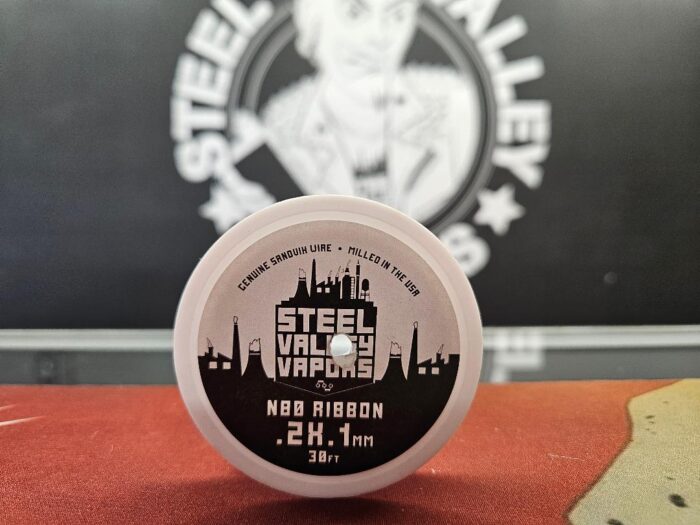 STEEL VALLEY
S
GENUINE SANDVIK WIRE • MILLED IN THE USA
STEEL
VALLEY
VAPORS
N80 RIBBON
.2X.1MM
30FT